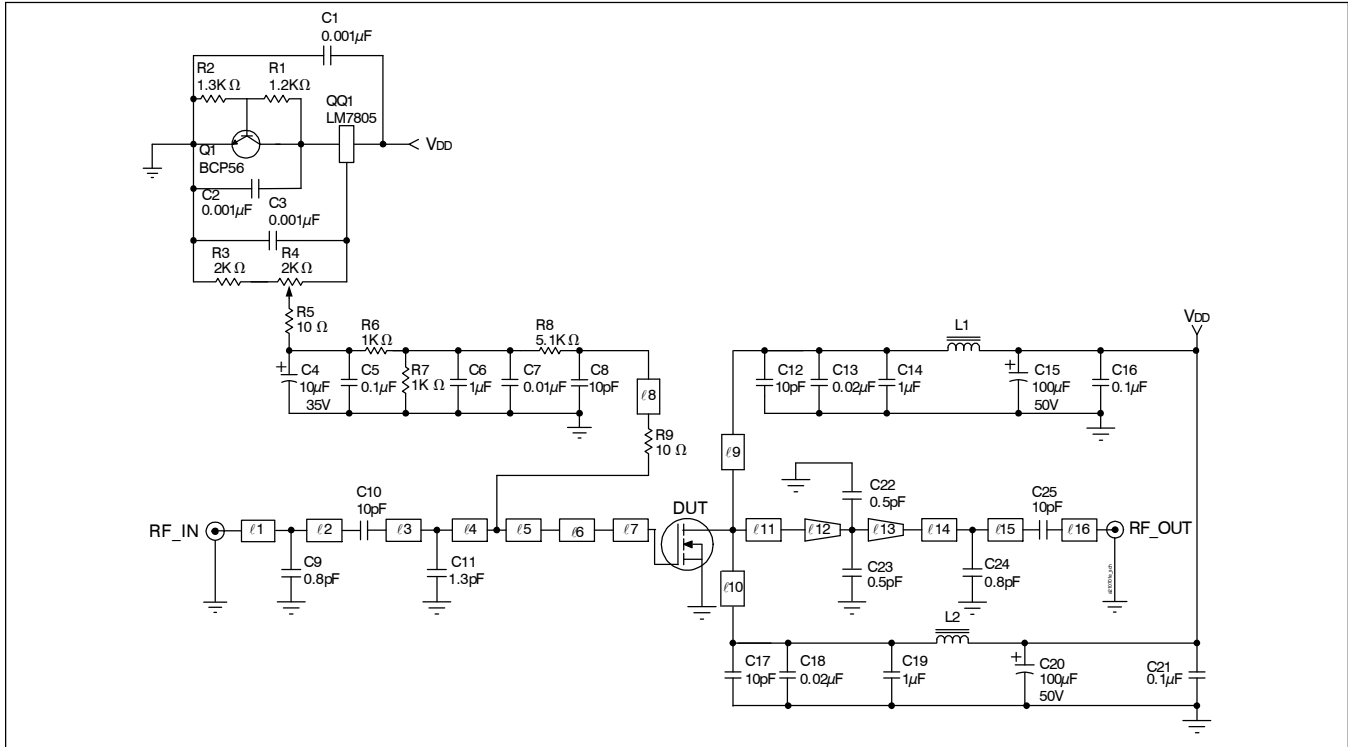 C1
0.001µF
R2
1.3K Ω
R1
1.2KΩ
QQ1
LM7805
VDD
Q1
BCP56
C2
0.001µF
C3
0.001µF
R3
2K Ω
R4
2K Ω
R5
10 Ω
R6
1K Ω
R8
5.1K Ω
C4
10µF
35V
C5
0.1µF
R7
1K Ω
C6
1µF
C7
0.01µF
C8
10pF
ℓ8
R9
10 Ω
VDD
L1
C12
10pF
C13
0.02µF
C14
1µF
C15
100µF
50V
C16
0.1µF
ℓ9
C22
0.5pF
C25
10pF
C10
10pF
DUT
RF_IN
ℓ1
ℓ2
ℓ3
ℓ4
ℓ5
ℓ6
ℓ7
ℓ11
ℓ12
ℓ13
ℓ14
ℓ15
ℓ16
RF_OUT
C9
0.8pF
C11
1.3pF
ℓ10
C23
0.5pF
C24
0.8pF
L2
C17
10pF
C18
0.02µF
C19
1µF
C20
100µF
50V
C21
0.1µF